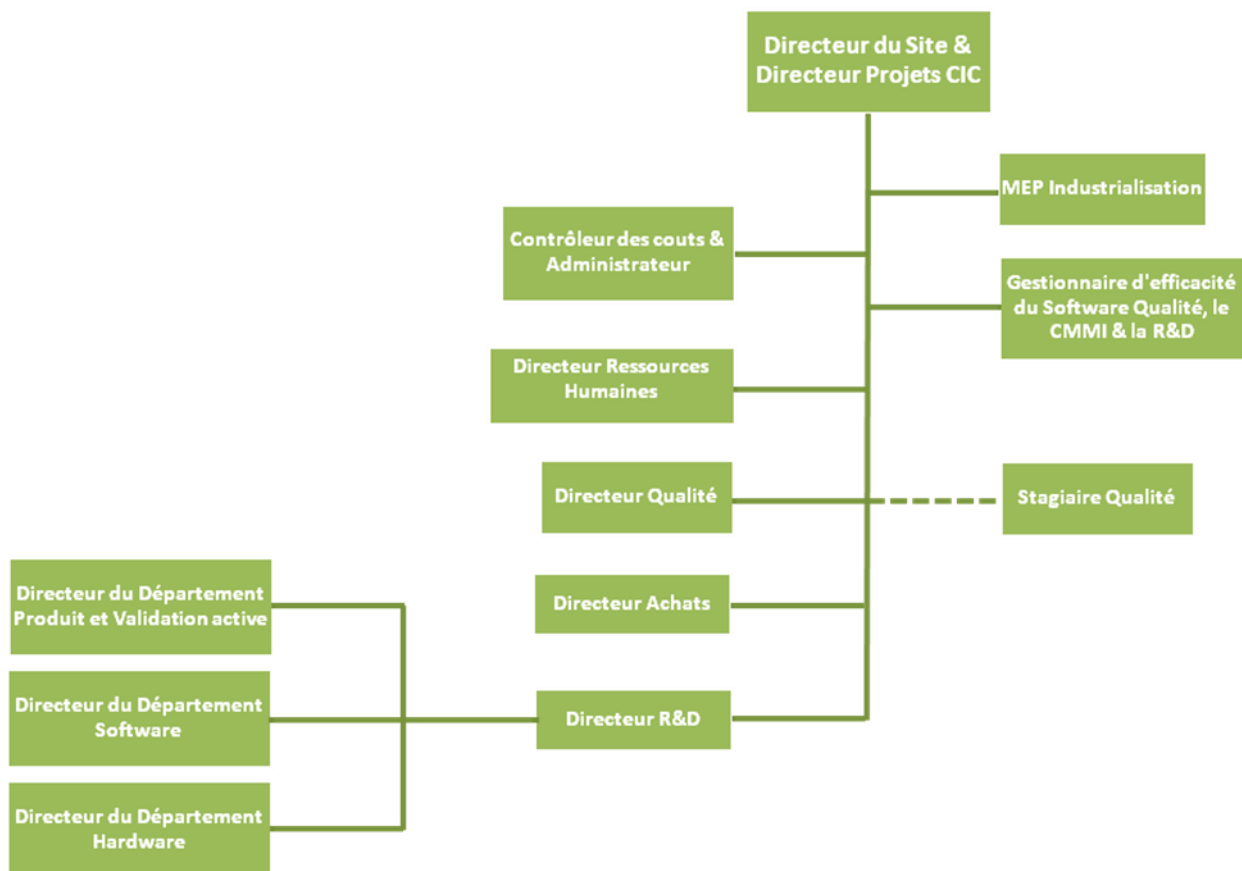 Directeur du Site &
Directeur Projets CIC
MEP Industrialisation
Contrôleur des couts &
Administrateur
Gestionnaire d'efficacité
du Software Qualité, le
CMMI & la R&D
Directeur Ressources
Humaines
Directeur Qualité
Stagiaire Qualité
Directeur du Département
Produit et Validation active
Directeur Achats
Directeur du Département
Software
Directeur R&D
Directeur du Département
Hardware